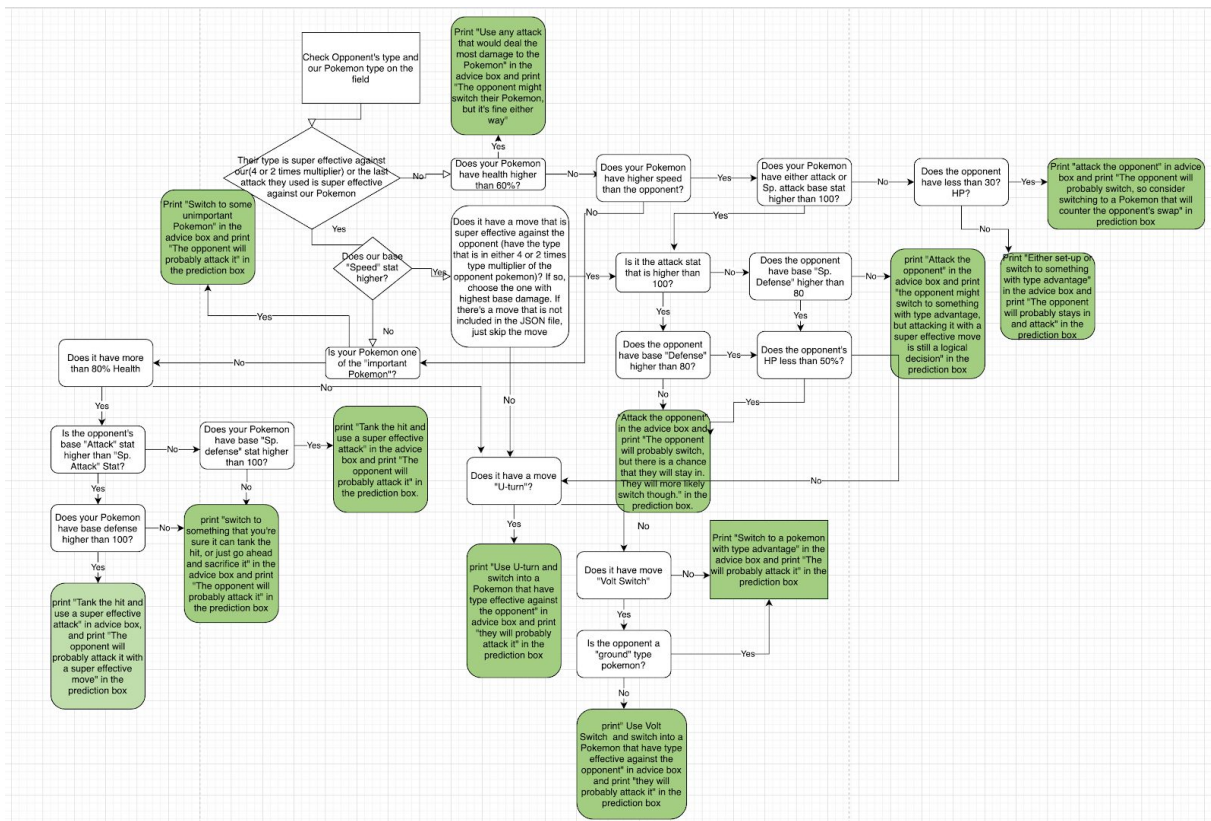 Check Opponent's type and
our Pokemon type on the
field
Print "Use any attack
that would deal the
most damage to the
Pokemon" in the
advice box and print
"The opponent might
switch their Pokemon,
but it's fine either
way"
Yes
Their type is super effective against
our(4 or 2 times multiplier) or the last
attack they used is super effective
against our Pokemon
No
Does your Pokemon
have health higher
than 60%?
No
Does your Pokemon
have higher speed
than the opponent?
Yes
Does your Pokemon
have either attack or
Sp. attack base stat
higher than 100?
No
Does the opponent
have less than 30?
HP?
Yes
Print "attack the opponent" in advice
box and print "The opponent will
probably switch, so consider
switching to a Pokemon that will
counter the opponent's swap" in
prediction box
Print "Switch to some
unimportant
Pokemon" in the
advice box and print
"The opponent will
probably attack it" in
the prediction box
Yes
Does our base
"Speed" stat
higher?
Yes
Does it have a move that is
super effective against the
opponent (have the type
that is in either 4 or 2 times
type multiplier of the
opponent pokemon)? If so,
choose the one with
highest base damage. If
there's a move that is not
included in the JSON file,
just skip the move
No
Yes
Yes
Is it the attack stat
that is higher than
100?
No
Does the opponent
have base "Sp.
Defense" higher than
80
No
print "Attack the
opponent" in the
advice box and print
"the opponent might
switch to something
with type advantage,
but attacking it with a
super effective move
is still a logical
decision" in the
prediction box
No
Print "Either set-up or
switch to something
with type advantage"
in the advice box and
print "The opponent
will probably stays in
and attack" in the
prediction box
Yes
No
Yes
Yes
Does it have more
than 80% Health
No
Is your Pokemon one
of the "important
Pokemon"?
Does the opponent
have base "Defense"
higher than 80?
Yes
Does the opponent's
HP less than 50%?
No
Yes
No
No
Yes
Is the opponent's
base "Attack" stat
higher than "Sp.
Attack" Stat?
No
Does your Pokemon
have base "Sp.
defense" stat higher
than 100?
Yes
print "Tank the hit and
use a super effective
attack" in the advice
box and print "The
opponent will
probably attack it" in
the prediction box.
"Attack the opponent"
in the advice box and
print "The opponent
will probably switch,
but there is a chance
that they will stay in.
They will more likely
switch though." in the
prediction box.
Does it have a move
"U-turn"?
No
Yes
No
Does your Pokemon
have base defense
higher than 100?
No
print "switch to
something that you're
sure it can tank the
hit, or just go ahead
and sacrifice it" in the
advice box and print
"The opponent will
probably attack it" in
the prediction box
Yes
No
Print "Switch to a pokemon
with type advantage" in the
advice box and print "The
will probably attack it" in the
prediction box
Yes
print "Tank the hit and
use a super effective
attack" in advice box,
and print "The
opponent will
probably attack it with
a super effective
move" in the
prediction box
print "Use U-turn and
switch into a
Pokemon that have
type effective against
the opponent" in
advice box and print
"they will probably
attack it" in the
prediction box
Does it have move
"Volt Switch"
No
Yes
Is the opponent a
"ground" type
pokemon?
Yes
No
print" Use Volt
Switch and switch into a
Pokemon that have type
effective against the
opponent" in advice box
and print "they will
probably attack it" in the
prediction box